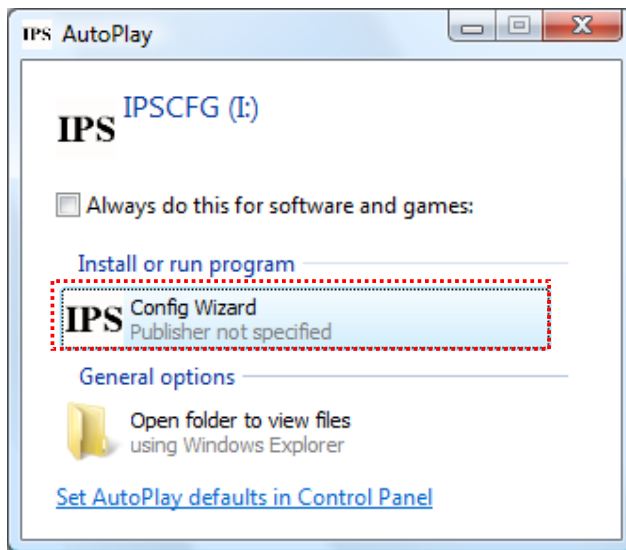 IPS AutoPlay
IPS IPSCFG (I:)
Always do this for software and games:
Install or run program
IPS Config Wizard
Publisher not specified
General options
Open folder to view files
using Windows Explorer
Set AutoPlay defaults in Control Panel